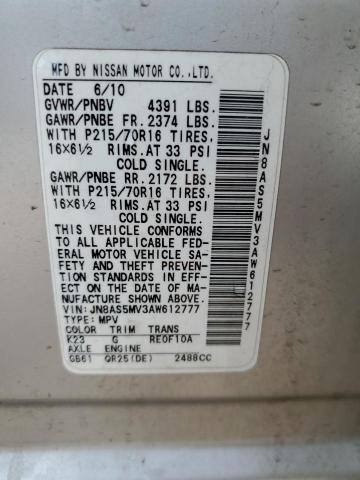 MFD BY NISSAN MOTOR CO.,LTD.
DATE 6/10
GVWR/PNBV 4391 LBS.
GAWR/PNBE FR. 2374 LBS.
WITH P215/70R16 TIRES,
16X6½ RIMS.AT 33 PSI
COLD SINGLE.
GAWR/PNBE RR. 2172 LBS.
WITH P215/70R16 TIRES,
16X6½ RIMS.AT 33 PSI
COLD SINGLE.
THIS VEHICLE CONFORMS
TO ALL APPLICABLE FED-
ERAL MOTOR VEHICLE SA-
FETY AND THEFT PREVENT-
ION STANDARDS IN EFF-
ECT ON THE DATE OF MA-
NUFACTURE SHOWN ABOVE.
VIN:JN8AS5MV3AW612777
TYPE:MPV
COLOR TRIM TRANS
K23 G RE0F10A
AXLE ENGINE
GB61 QR25(DE) 2488CC
JN8AS5MV3AW612777